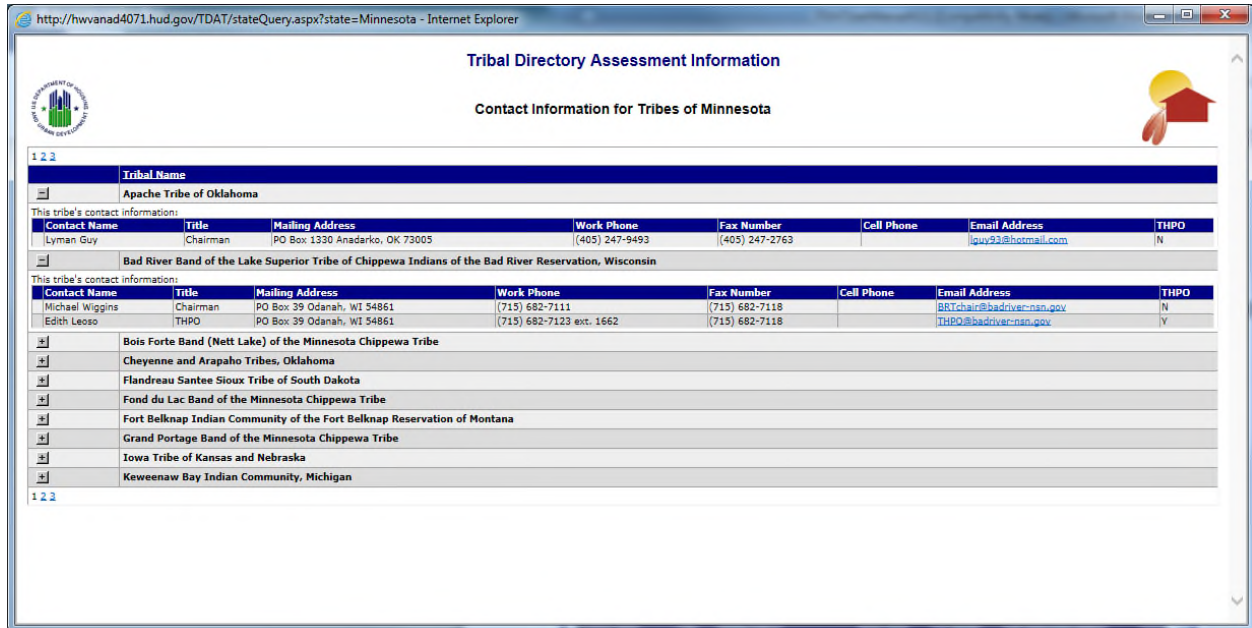 http://hwvanad4071.hud.gov/TDAT/stateQuery.aspx?state=Minnesota - Internet Explorer
Tribal Directory Assessment Information
U.S. DEPARTMENT OF HOUSING AND URBAN DEVELOPMENT
Contact Information for Tribes of Minnesota
1 2 3
Tribal Name
Apache Tribe of Oklahoma
This tribe's contact information:
Contact Name Title Mailing Address Work Phone Fax Number Cell Phone Email Address THPO
Lyman Guy Chairman PO Box 1330 Anadarko, OK 73005 (405) 247-9493 (405) 247-2763 lguy93@hotmail.com N
Bad River Band of the Lake Superior Tribe of Chippewa Indians of the Bad River Reservation, Wisconsin
This tribe's contact information:
Contact Name Title Mailing Address Work Phone Fax Number Cell Phone Email Address THPO
Michael Wiggins Chairman PO Box 39 Odanah, WI 54861 (715) 682-7111 (715) 682-7118 BRTchair@badriver-nsn.gov N
Edith Leoso THPO PO Box 39 Odanah, WI 54861 (715) 682-7123 ext. 1662 (715) 682-7118 THPO@badriver-nsn.gov Y
Bois Forte Band (Nett Lake) of the Minnesota Chippewa Tribe
Cheyenne and Arapaho Tribes, Oklahoma
Flandreau Santee Sioux Tribe of South Dakota
Fond du Lac Band of the Minnesota Chippewa Tribe
Fort Belknap Indian Community of the Fort Belknap Reservation of Montana
Grand Portage Band of the Minnesota Chippewa Tribe
Iowa Tribe of Kansas and Nebraska
Keweenaw Bay Indian Community, Michigan
1 2 3